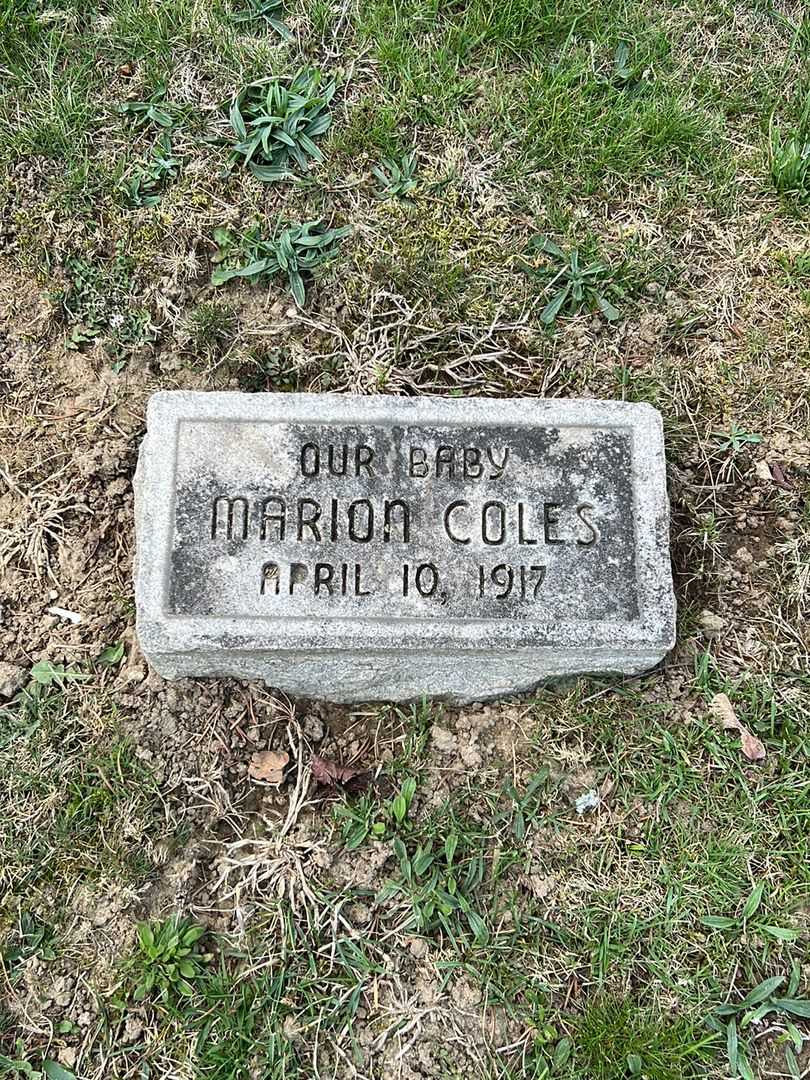 OUR BABY
MARION COLES
APRIL 10, 1917